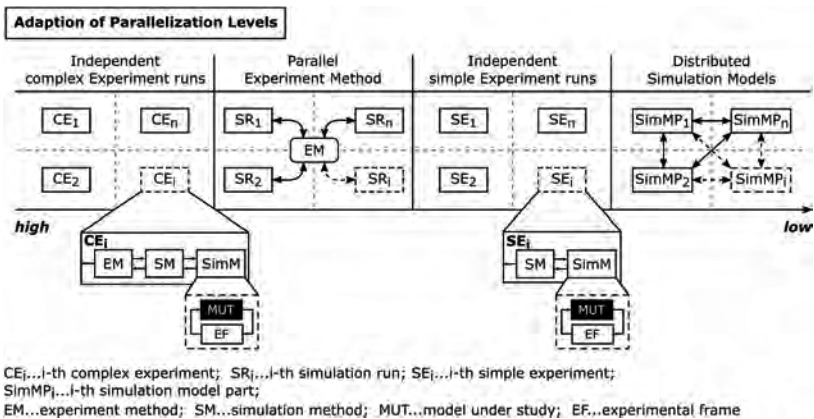 Adaption of Parallelization Levels
Independent
complex Experiment runs
Parallel
Experiment Method
Independent
simple Experiment runs
Distributed
Simulation Models
CE1 CEn SR1 SRn SE1 SEn SimMP1 SimMPn
EM
CE2 CEi SR2 SRi SE2 SEi SimMP2 SimMPi
high low
CEi SEi
EM SM SimM SM SimM
MUT MUT
EF EF
CEi...i-th complex experiment; SRi...i-th simulation run; SEi...i-th simple experiment;
SimMPi...i-th simulation model part;
EM...experiment method; SM...simulation method; MUT...model under study; EF...experimental frame